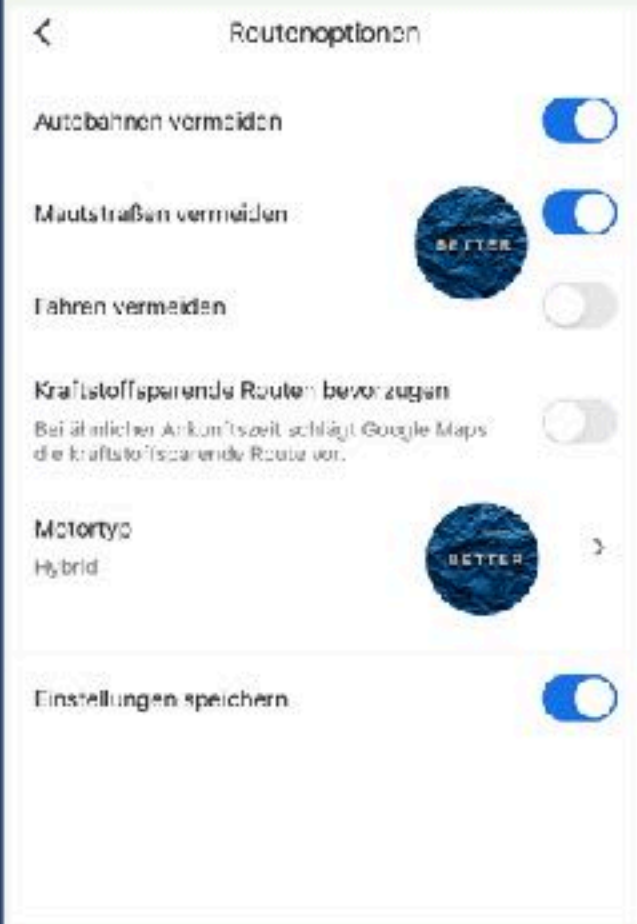 Routenoptionen
Autobahnen vermeiden
Mautstraßen vermeiden
BETTER
Fähren vermeiden
Kraftstoffsparende Routen bevorzugen
Bei ähnlicher Ankunftszeit schlägt Google Maps
die kraftstoffsparende Route vor.
Motortyp
Hybrid
BETTER
Einstellungen speichern